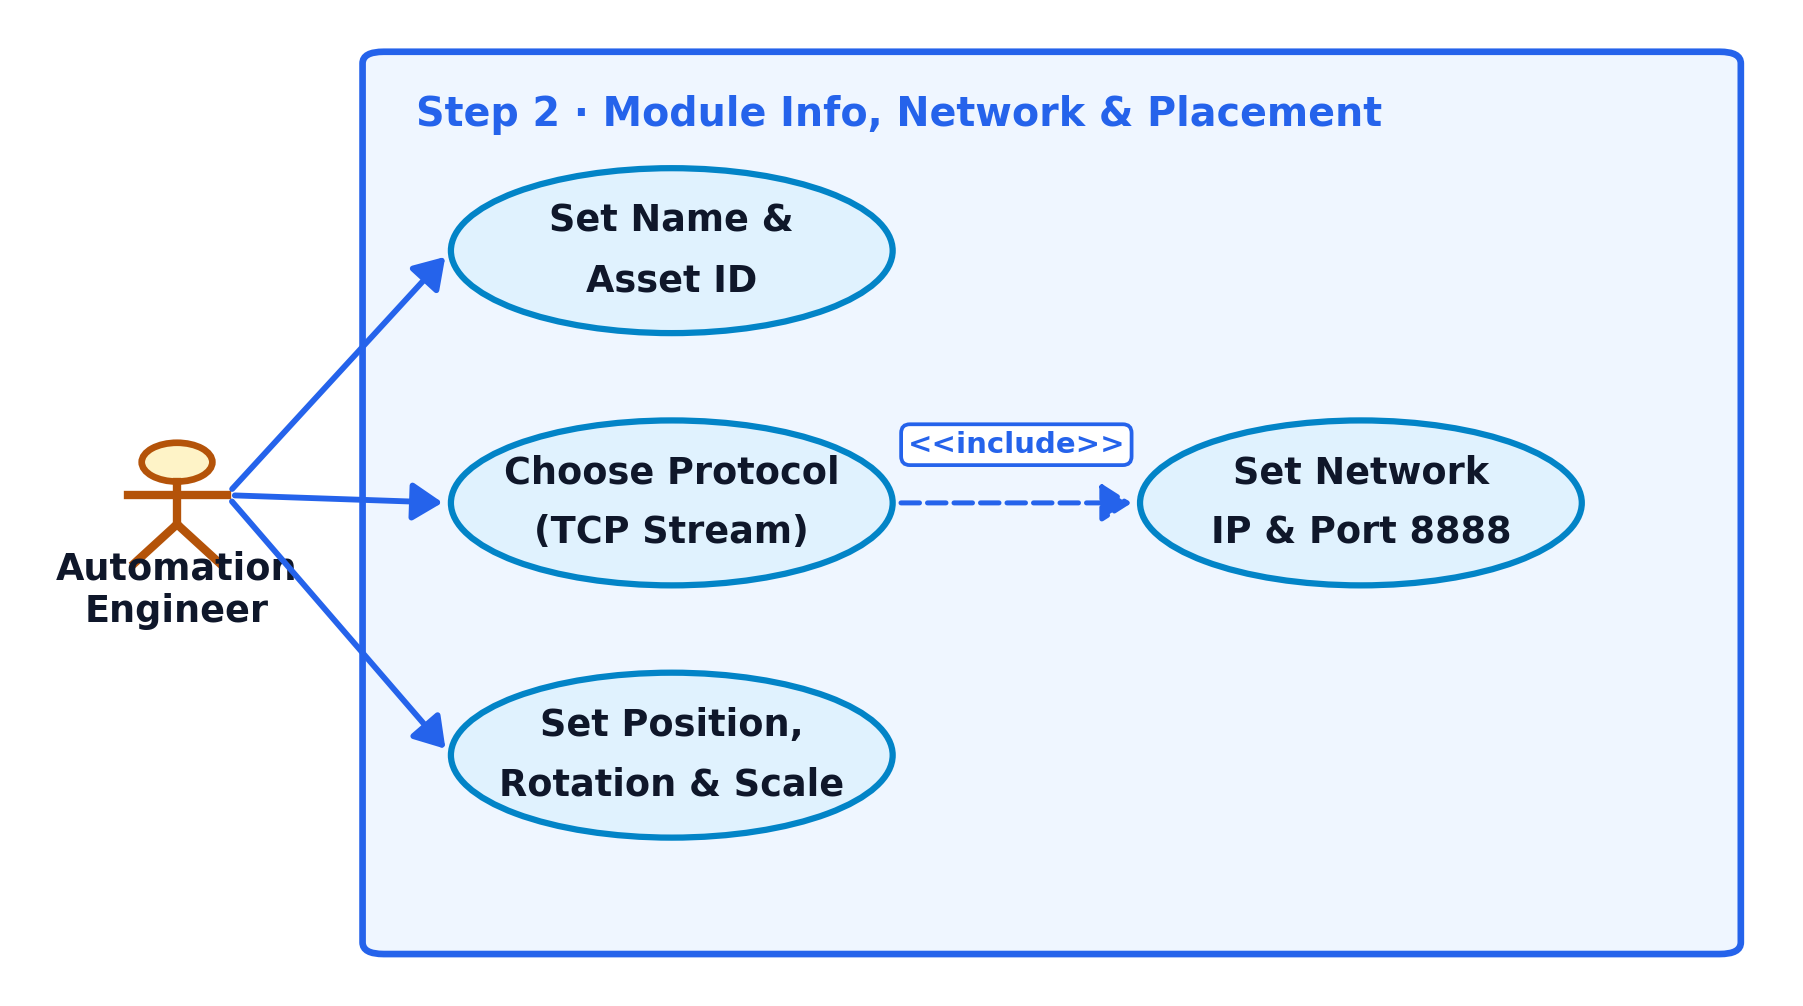 Step 2 · Module Info, Network & Placement
Set Name &
Asset ID
Choose Protocol
(TCP Stream)
<<include>>
Set Network
IP & Port 8888
Automation
Engineer
Set Position,
Rotation & Scale